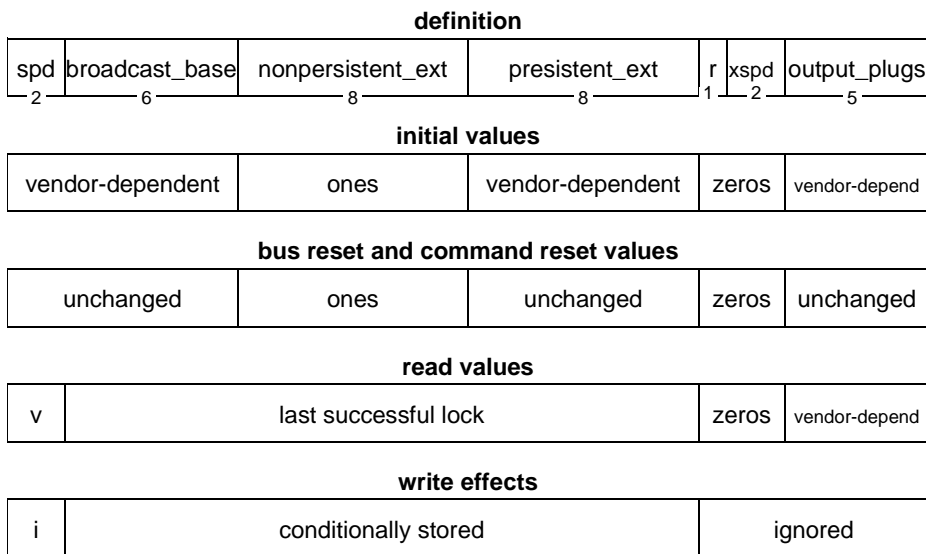 definition
spd broadcast_base nonpersistent_ext presistent_ext r xspd output_plugs
2 6 8 8 1 2 5
initial values
vendor-dependent ones vendor-dependent zeros vendor-depend
bus reset and command reset values
unchanged ones unchanged zeros unchanged
read values
v last successful lock zeros vendor-depend
write effects
i conditionally stored ignored